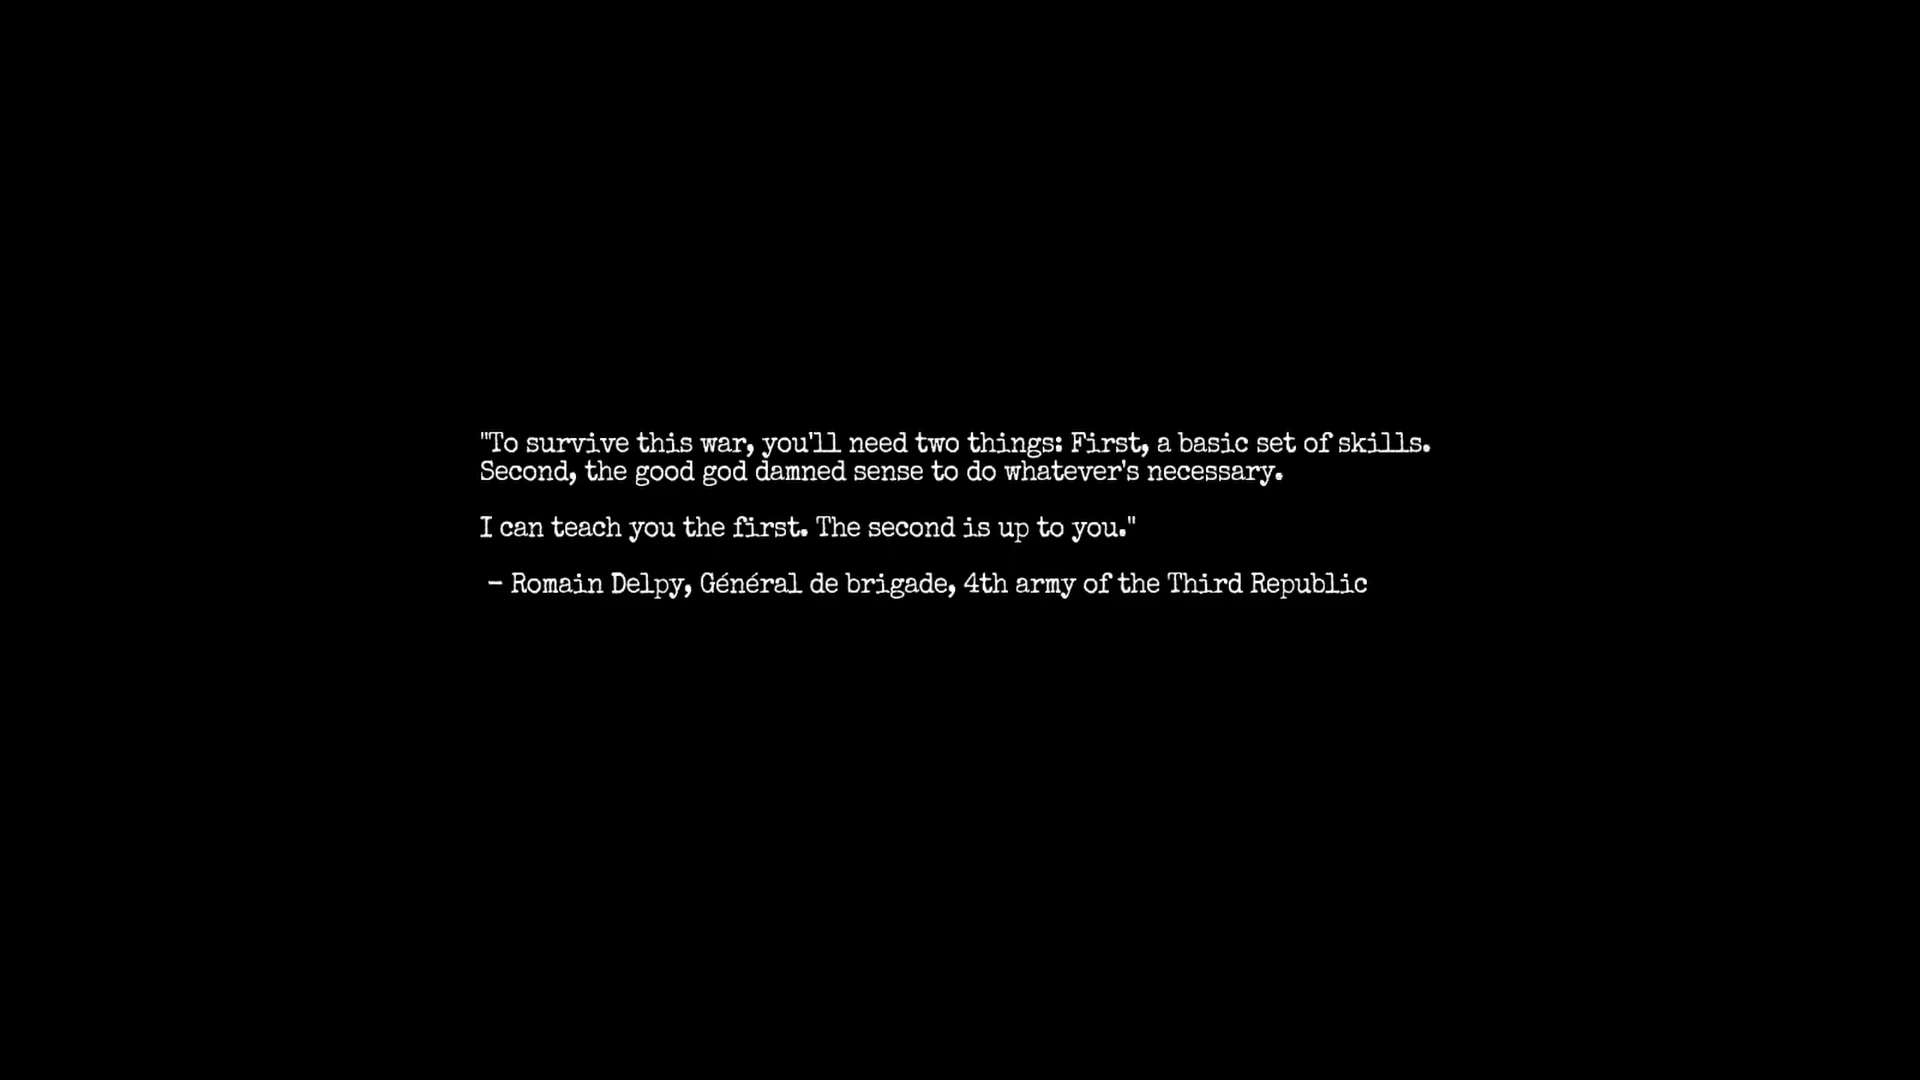 "To survive this war, you'll need two things: First, a basic set of skills.
Second, the good god damned sense to do whatever's necessary.
I can teach you the first. The second is up to you."
- Romain Delpy, Général de brigade, 4th army of the Third Republic